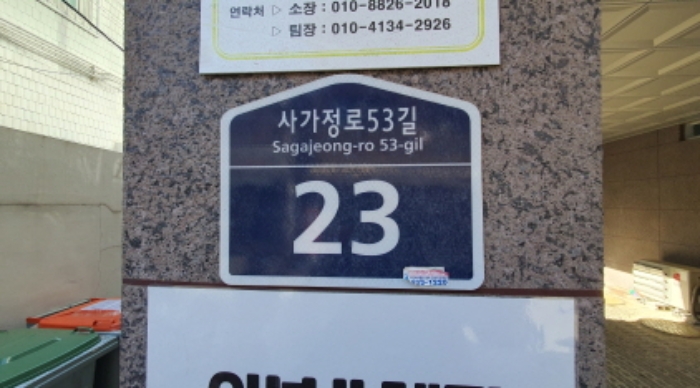 연락처 ▷ 소장 : 010-8826-2018
▷ 팀장 : 010-4134-2926
사가정로53길
Sagajeong-ro 53-gil
23